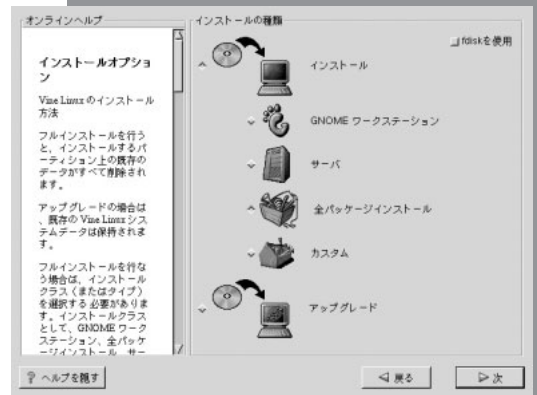 オンラインヘルプ
インストールオプショ
ン
Vine Linuxのインストール
方法
フルインストールを行う
と、インストールするパ
ーティション上の既存の
データがすべて削除され
ます。
アップグレードの場合は
、既存の Vine Linuxシス
テムデータは保持されま
す。
フルインストールを行な
う場合は、インストール
クラス（またはタイプ）
を選択する 必要がありま
す。インストールクラス
として、GNOME ワーク
ステーション、全パッケ
ージインストール、サー
インストールの種類
fdiskを使用
インストール
GNOME ワークステーション
サーバ
全パッケージインストール
カスタム
アップグレード
? ヘルプを隠す
戻る
次